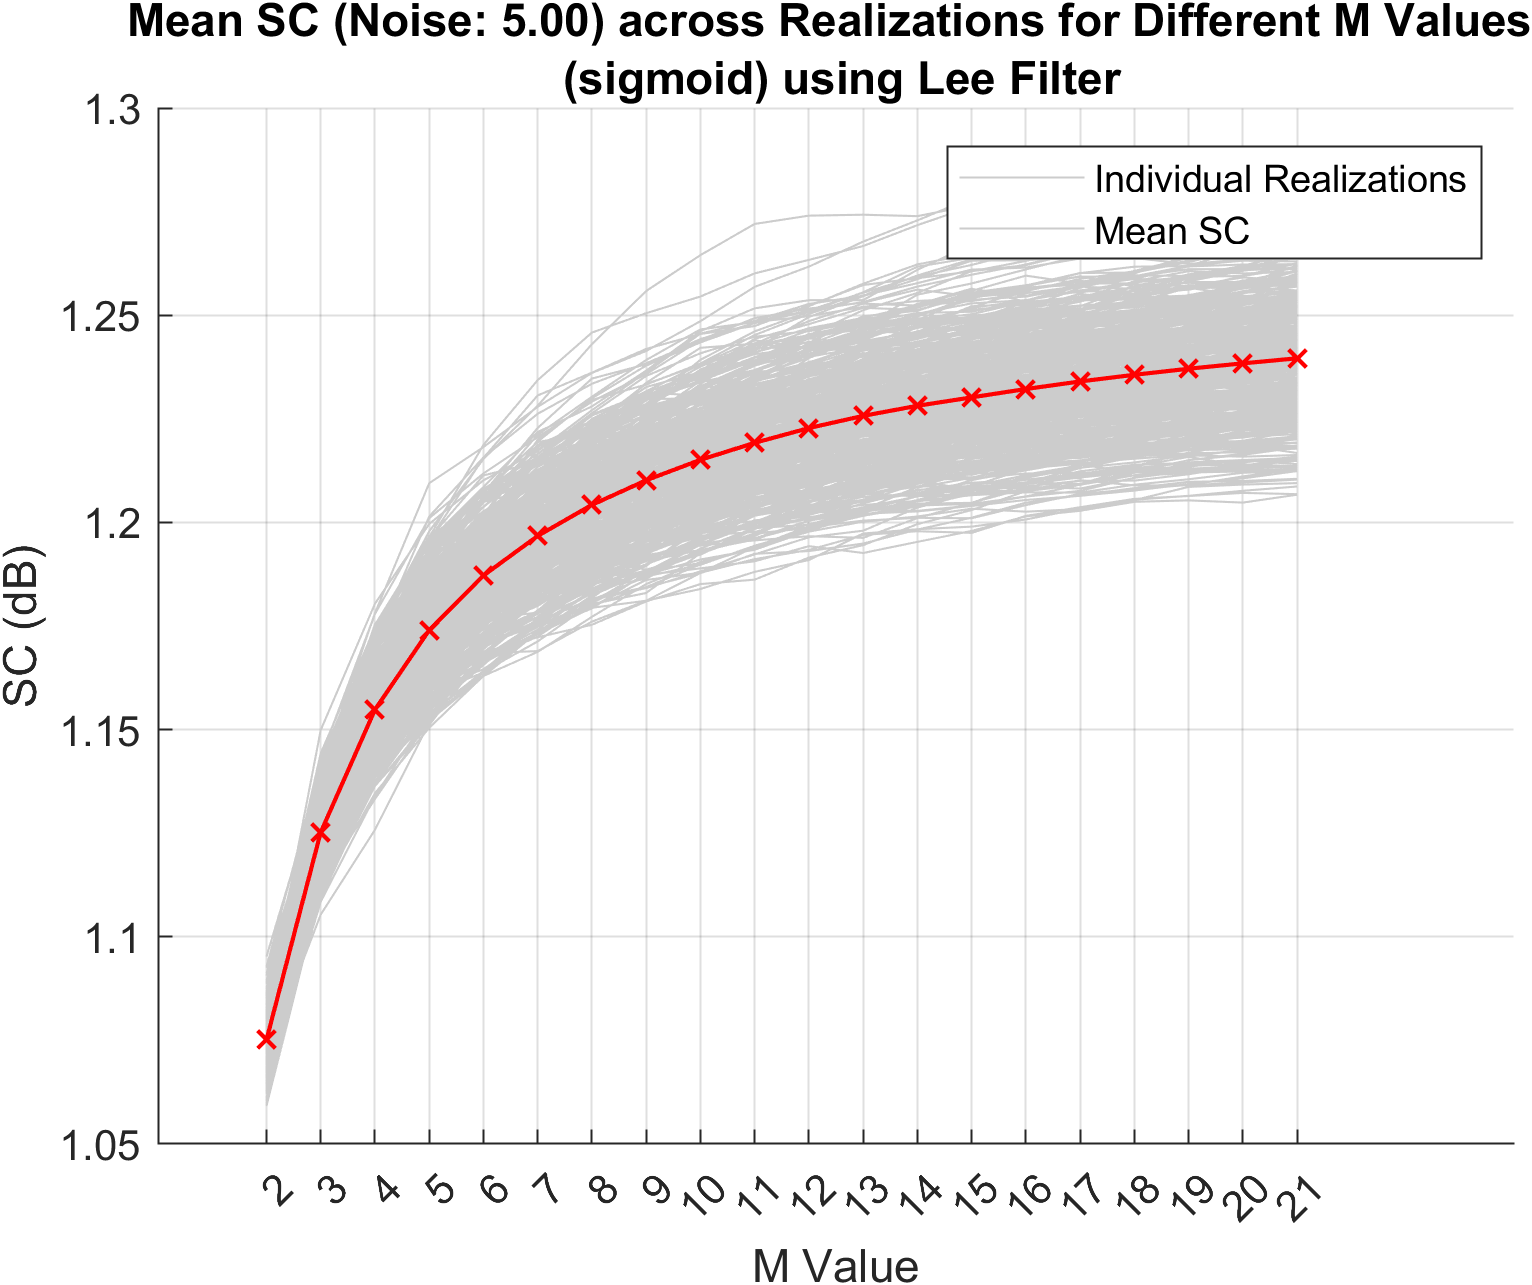 Mean SC (Noise: 5.00) across Realizations for Different M Values
(sigmoid) using Lee Filter
1.3
1.25
1.2
1.15
1.1
1.05
SC (dB)
Individual Realizations
Mean SC
2 3 4 5 6 7 8 9 10 11 12 13 14 15 16 17 18 19 20 21
M Value